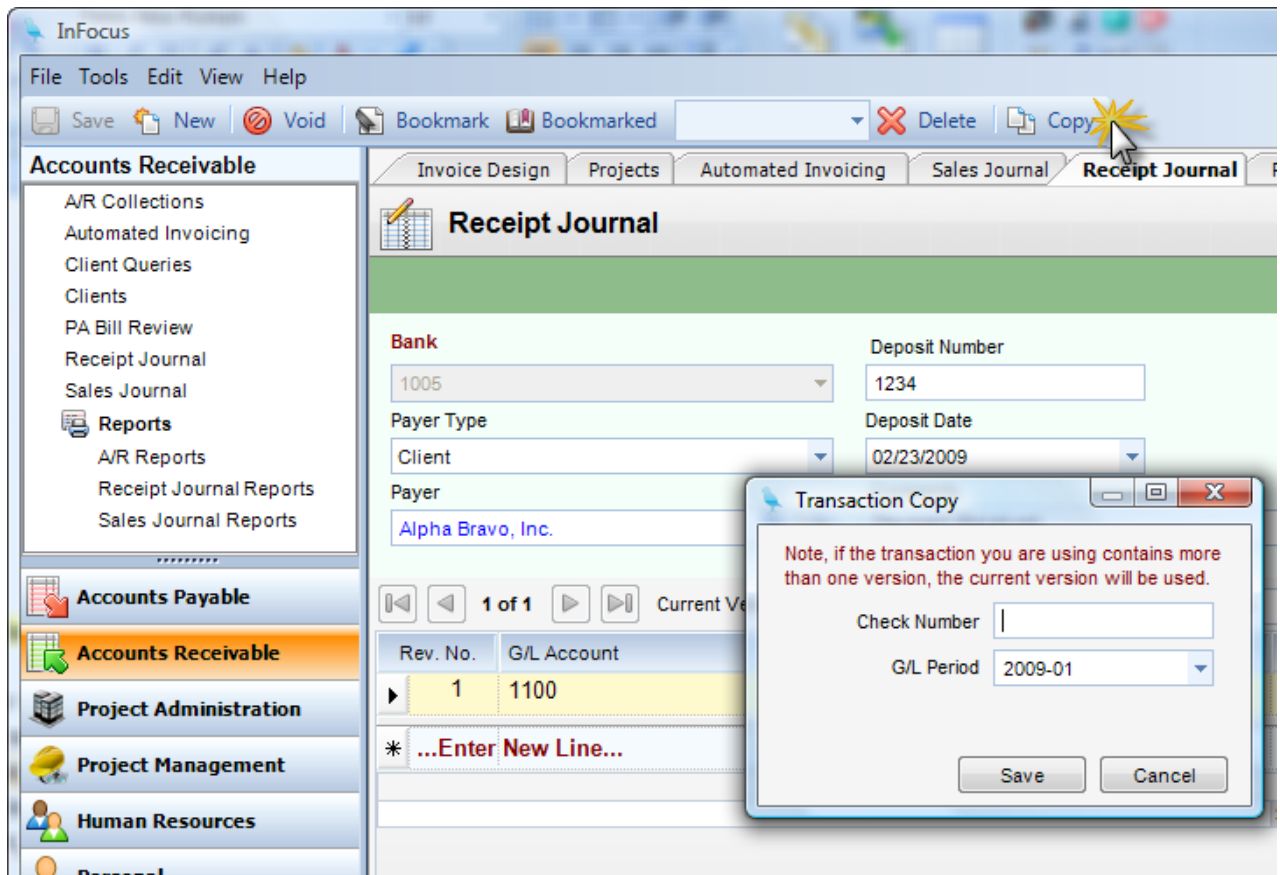 InFocus
File Tools Edit View Help
Save New Void Bookmark Bookmarked Delete Copy
Accounts Receivable
A/R Collections
Automated Invoicing
Client Queries
Clients
PA Bill Review
Receipt Journal
Sales Journal
Reports
A/R Reports
Receipt Journal Reports
Sales Journal Reports
Accounts Payable
Accounts Receivable
Project Administration
Project Management
Human Resources
Personal
Invoice Design Projects Automated Invoicing Sales Journal Receipt Journal
Receipt Journal
Bank
1005
Deposit Number
1234
Payer Type
Client
Deposit Date
02/23/2009
Payer
Alpha Bravo, Inc.
1 of 1 Current Ve
Rev. No. G/L Account
1 1100
...Enter New Line...
Transaction Copy
Note, if the transaction you are using contains more
than one version, the current version will be used.
Check Number
G/L Period 2009-01
Save Cancel